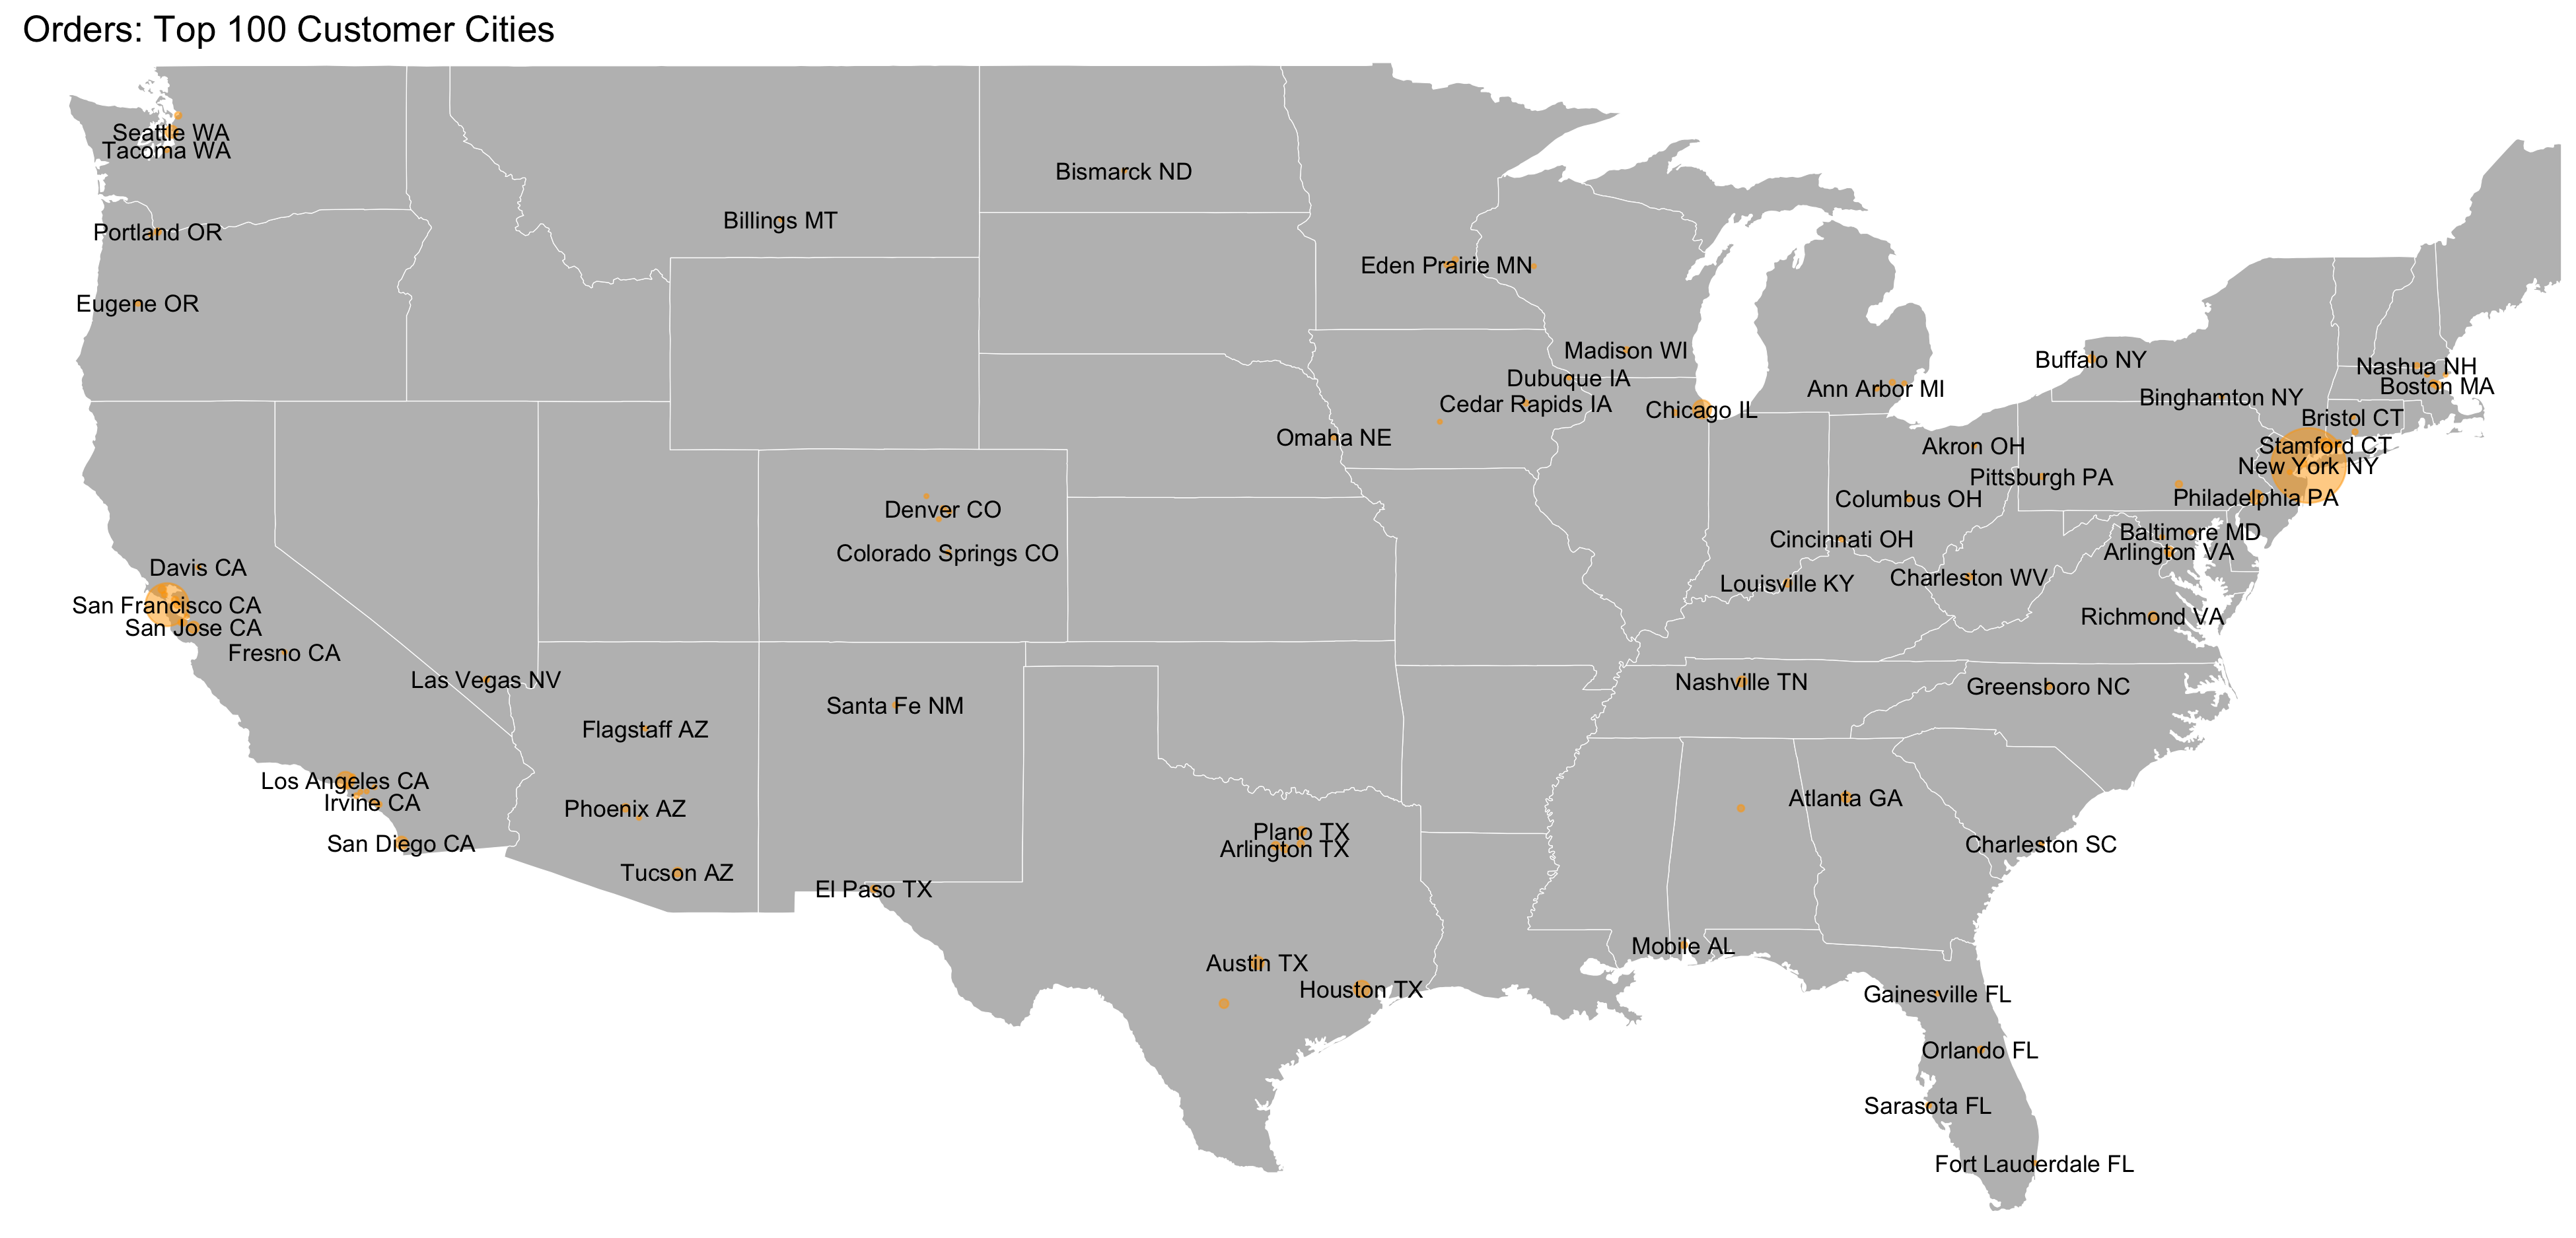 Orders: Top 100 Customer Cities
Seattle WA
Tacoma WA
Bismarck ND
Billings MT
Portland OR
Eden Prairie MN
Eugene OR
Madison WI
Buffalo NY
Nashua NH
Dubuque IA
Boston MA
Ann Arbor MI
Binghamton NY
Cedar Rapids IA
Chicago IL
Bristol CT
Omaha NE
Akron OH
Stamford CT
New York NY
Pittsburgh PA
Philadelphia PA
Columbus OH
Denver CO
Baltimore MD
Cincinnati OH
Arlington VA
Colorado Springs CO
Davis CA
Charleston WV
Louisville KY
San Francisco CA
Richmond VA
San Jose CA
Fresno CA
Las Vegas NV
Nashville TN
Greensboro NC
Santa Fe NM
Flagstaff AZ
Los Angeles CA
Atlanta GA
Irvine CA
Phoenix AZ
Plano TX
San Diego CA
Charleston SC
Arlington TX
Tucson AZ
El Paso TX
Mobile AL
Austin TX
Houston TX
Gainesville FL
Orlando FL
Sarasota FL
Fort Lauderdale FL